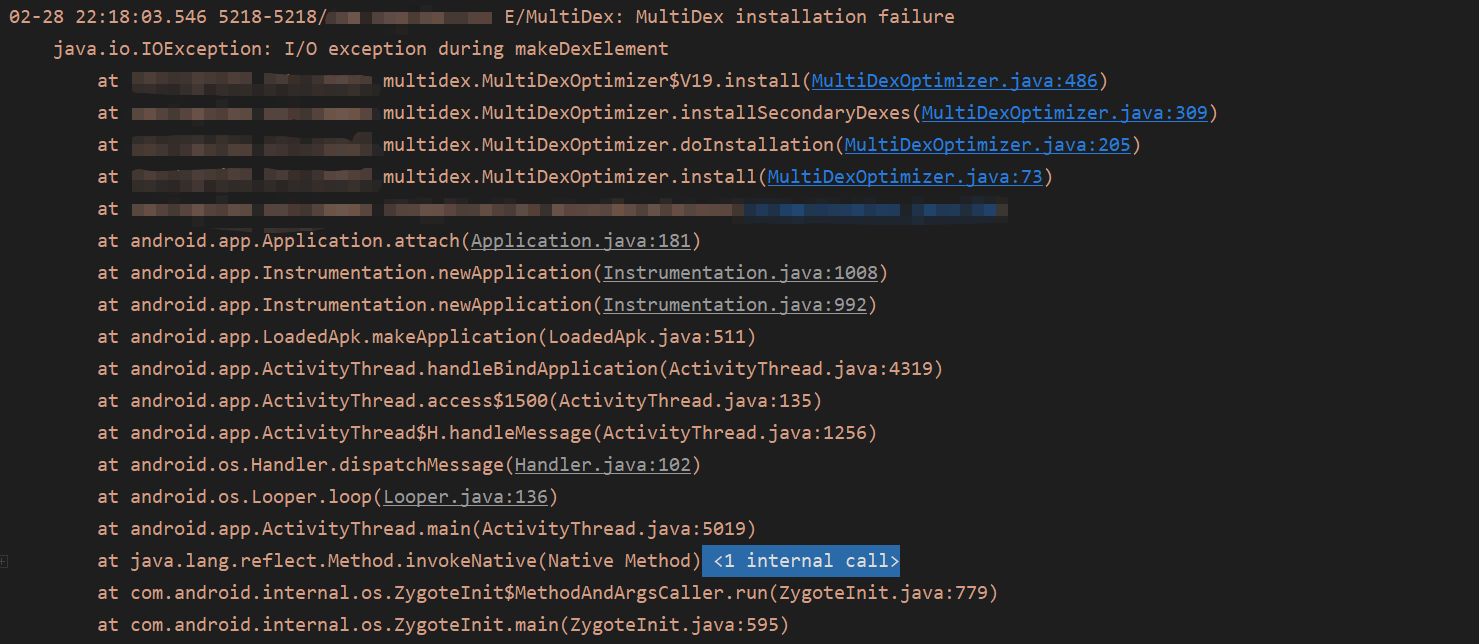 02-28 22:18:03.546 5218-5218/ E/MultiDex: MultiDex installation failure
java.io.IOException: I/O exception during makeDexElement
at multidex.MultiDexOptimizer$V19.install(MultiDexOptimizer.java:486)
at multidex.MultiDexOptimizer.installSecondaryDexes(MultiDexOptimizer.java:309)
at multidex.MultiDexOptimizer.doInstallation(MultiDexOptimizer.java:205)
at multidex.MultiDexOptimizer.install(MultiDexOptimizer.java:73)
at
at android.app.Application.attach(Application.java:181)
at android.app.Instrumentation.newApplication(Instrumentation.java:1008)
at android.app.Instrumentation.newApplication(Instrumentation.java:992)
at android.app.LoadedApk.makeApplication(LoadedApk.java:511)
at android.app.ActivityThread.handleBindApplication(ActivityThread.java:4319)
at android.app.ActivityThread.access$1500(ActivityThread.java:135)
at android.app.ActivityThread$H.handleMessage(ActivityThread.java:1256)
at android.os.Handler.dispatchMessage(Handler.java:102)
at android.os.Looper.loop(Looper.java:136)
at android.app.ActivityThread.main(ActivityThread.java:5019)
at java.lang.reflect.Method.invokeNative(Native Method) <1 internal call>
at com.android.internal.os.ZygoteInit$MethodAndArgsCaller.run(ZygoteInit.java:779)
at com.android.internal.os.ZygoteInit.main(ZygoteInit.java:595)